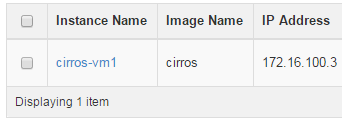 Instance Name Image Name IP Address
cirros-vm1 cirros 172.16.100.3
Displaying 1 item